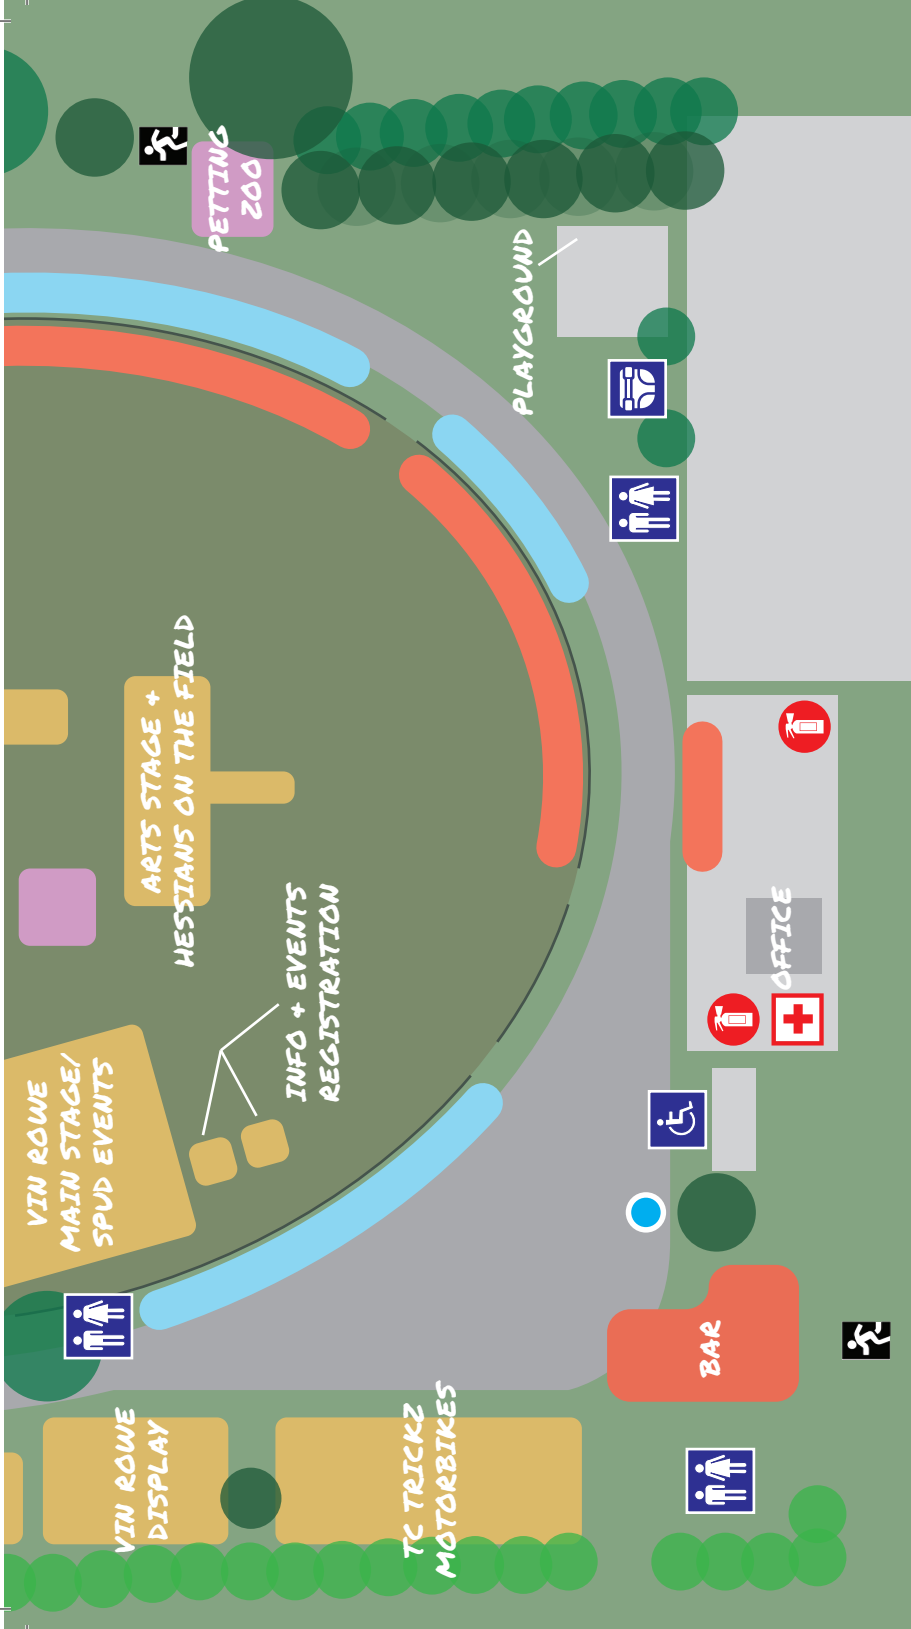 PETTING
ZOO
PLAYGROUND
ARTS STAGE +
HESSIANS ON THE FIELD
INFO + EVENTS
REGISTRATION
OFFICE
VIN ROWE
MAIN STAGE/
SPUD EVENTS
BAR
VIN ROWE
DISPLAY
TC TRICKZ
MOTORBIKES